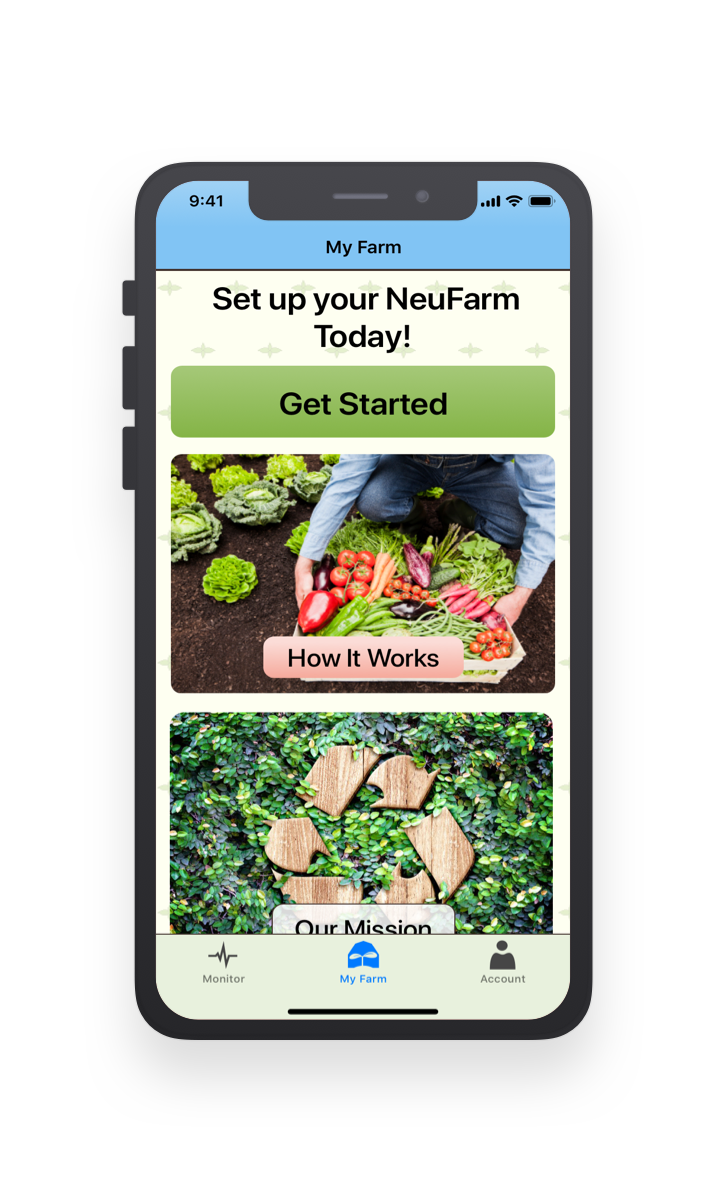 9:41
My Farm
Set up your NeuFarm
Today!
Get Started
How It Works
Our Mission
Monitor
My Farm
Account